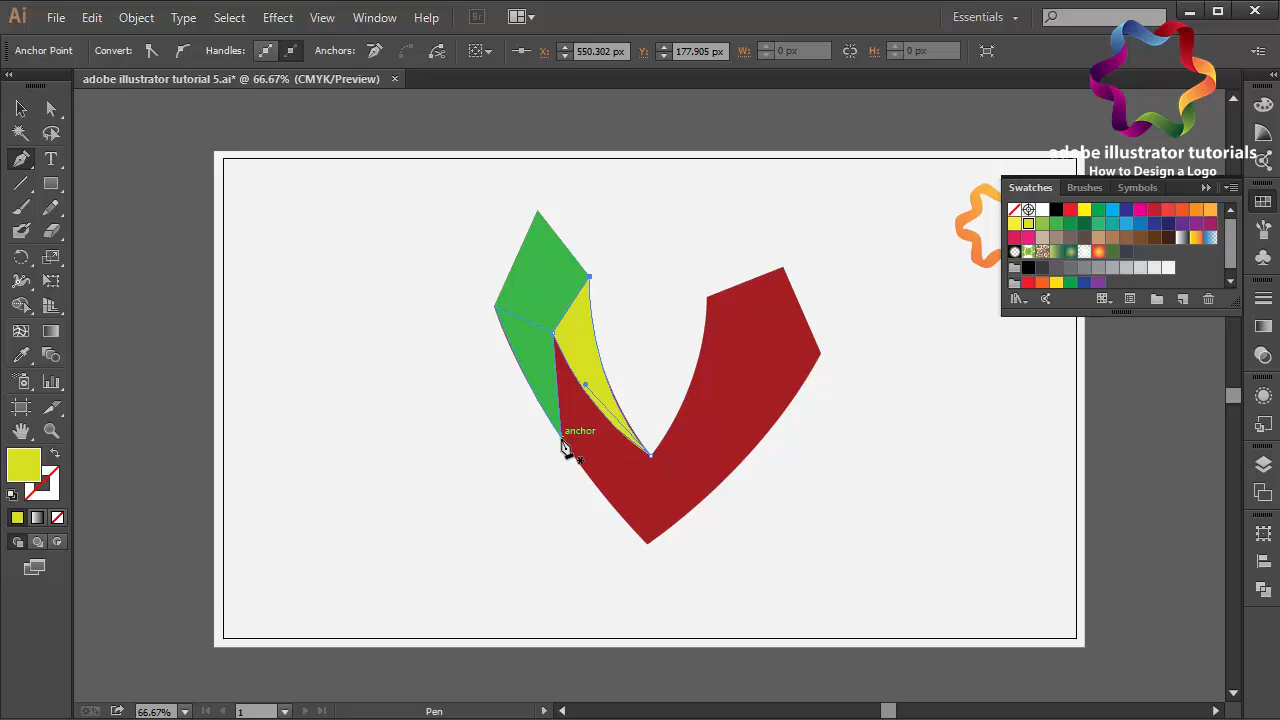 Ai File Edit Object Type Select Effect View Window Help Br Essentials
Anchor Point Convert: Handles: Anchors: X: 550.302 px Y: 177.905 px W: 0 px H: 0 px
adobe illustrator tutorial 5.ai* @ 66.67% (CMYK/Preview) ×
adobe illustrator tutorials
How to Design a Logo
Swatches Brushes Symbols
T
anchor
66.67% 1 Pen